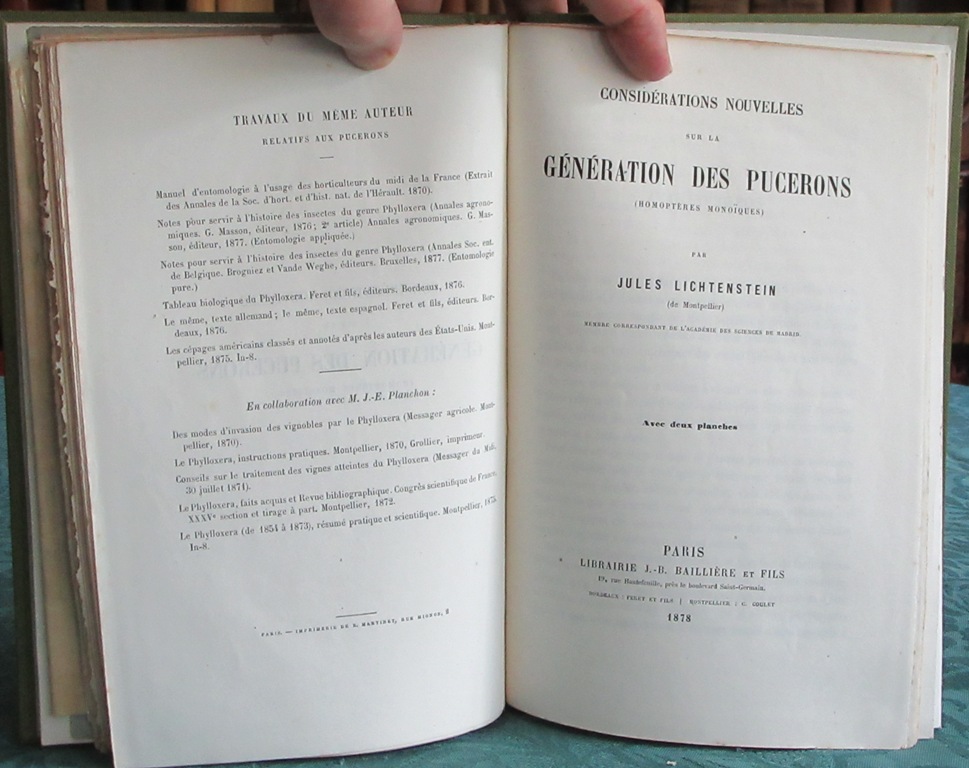 TRAVAUX DU MÊME AUTEUR
RELATIFS AUX PUCERONS
Manuel d'entomologie à l'usage des horticulteurs du midi de la France (Extrait
des Annales de la Soc. d'hort. et d'hist. nat. de l'Hérault. 1870).
Notes pour servir à l'histoire des insectes du genre Phylloxera (Annales agrono-
miques. G. Masson, éditeur, 1876; 2e article) Annales agronomiques. G. Mas-
son, éditeur, 1877. (Entomologie appliquée.)
Notes pour servir à l'histoire des insectes du genre Phylloxera (Annales Soc. ent.
de Belgique. Brogniez et Vande Weghe, éditeurs. Bruxelles, 1877. (Entomologie
pure.)
Tableau biologique du Phylloxera. Feret et fils, éditeurs. Bordeaux, 1876.
Le même, texte allemand; le même, texte espagnol. Feret et fils, éditeurs. Bor-
deaux, 1876.
Les cépages américains classés et annotés d'après les auteurs des États-Unis. Mont-
pellier, 1875. In-8.
En collaboration avec M. J.-E. Planchon :
Des modes d'invasion des vignobles par le Phylloxera (Messager agricole. Mont-
pellier, 1870).
Le Phylloxera, instructions pratiques. Montpellier, 1870, Grollier, imprimeur.
Conseils sur le traitement des vignes atteintes du Phylloxera (Messager du Midi,
30 juillet 1871).
Le Phylloxera, faits acquis et Revue bibliographique. Congrès scientifique de France,
XXXVe section et tirage à part. Montpellier, 1872.
Le Phylloxera (de 1854 à 1873), résumé pratique et scientifique. Montpellier, 1873.
In-8.
PARIS. — IMPRIMERIE DE E. MARTINET, RUE MIGNON, 2
CONSIDÉRATIONS NOUVELLES
SUR LA
GÉNÉRATION DES PUCERONS
(HOMOPTÈRES MONOÏQUES)
PAR
JULES LICHTENSTEIN
(de Montpellier)
MEMBRE CORRESPONDANT DE L'ACADÉMIE DES SCIENCES DE MADRID
Avec deux planches
PARIS
LIBRAIRIE J.-B. BAILLIÈRE ET FILS
19, rue Hautefeuille, près le boulevard Saint-Germain.
BORDEAUX : FERET ET FILS | MONTPELLIER : C. COULET
1878